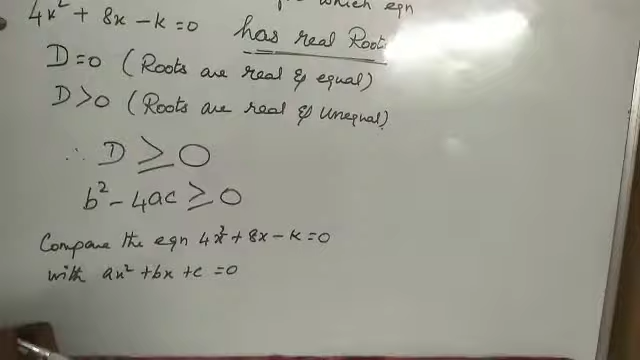 which eqn
4x² + 8x - k = 0 has real Roots
D = 0 (Roots are real & equal)
D > 0 (Roots are real & unequal)
∴ D ≥ 0
b² - 4ac ≥ 0
Compare the eqn 4x² + 8x - k = 0
with ax² + bx + c = 0